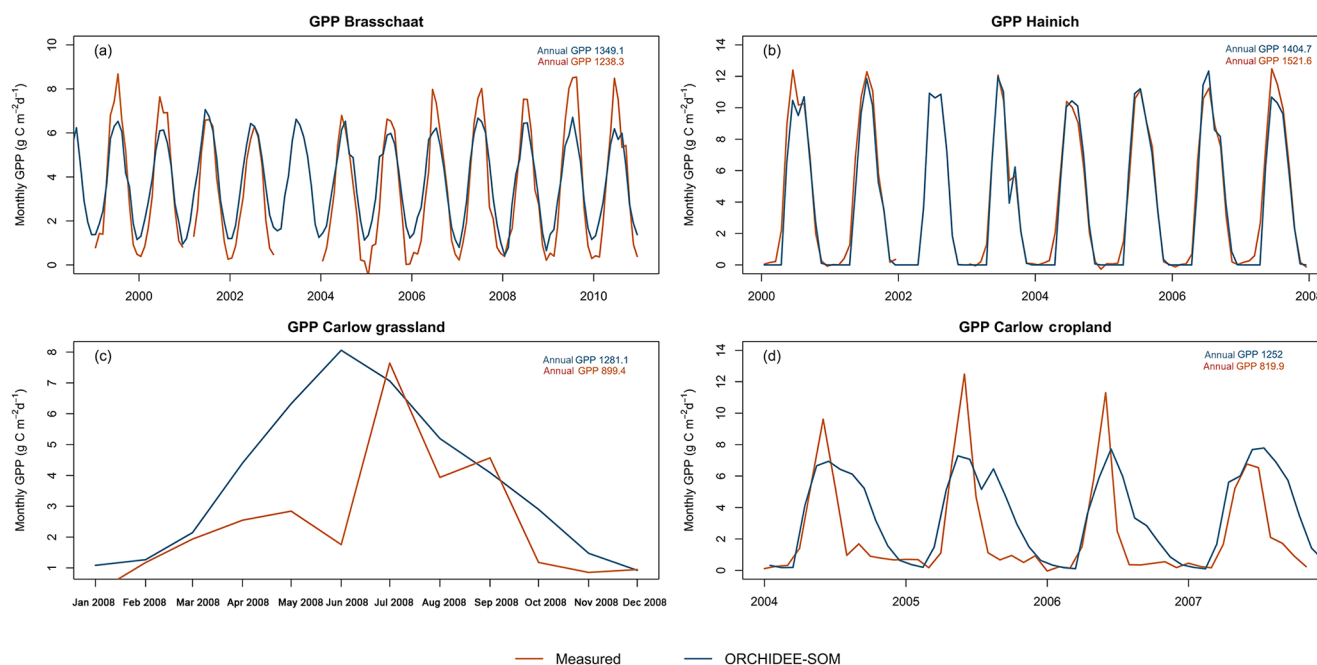 GPP Brasschaat
(a)
Annual GPP 1349.1
Annual GPP 1238.3
Monthly GPP (g C m−2d−1)
10
8
6
4
2
0
2000 2002 2004 2006 2008 2010
GPP Hainich
(b)
Annual GPP 1404.7
Annual GPP 1521.6
Monthly GPP (g C m−2d−1)
14
12
10
8
6
4
2
0
2000 2002 2004 2006 2008
GPP Carlow grassland
(c)
Annual GPP 1281.1
Annual GPP 899.4
Monthly GPP (g C m−2d−1)
8
7
6
5
4
3
2
1
Jan 2008 Feb 2008 Mar 2008 Apr 2008 May 2008 Jun 2008 Jul 2008 Aug 2008 Sep 2008 Oct 2008 Nov 2008 Dec 2008
GPP Carlow cropland
(d)
Annual GPP 1252
Annual GPP 819.9
Monthly GPP (g C m−2d−1)
14
12
10
8
6
4
2
0
2004 2005 2006 2007
Measured ORCHIDEE-SOM